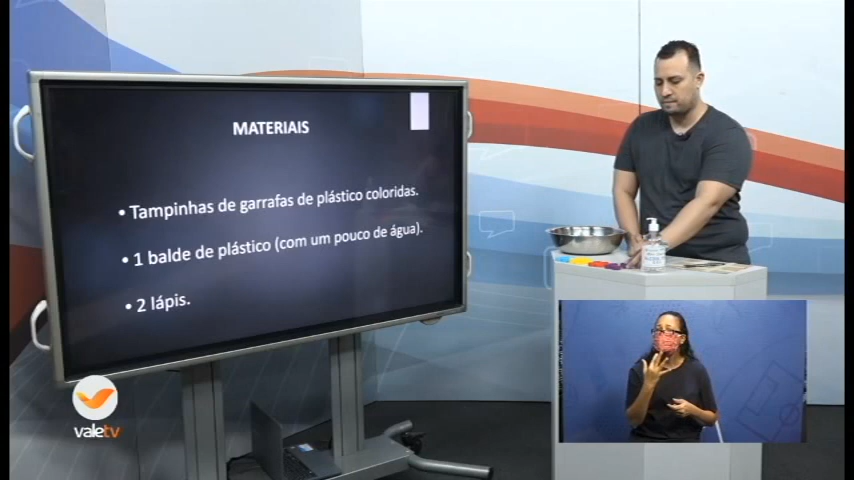 MATERIAIS
• Tampinhas de garrafas de plástico coloridas.
• 1 balde de plástico (com um pouco de água).
• 2 lápis.
valetv